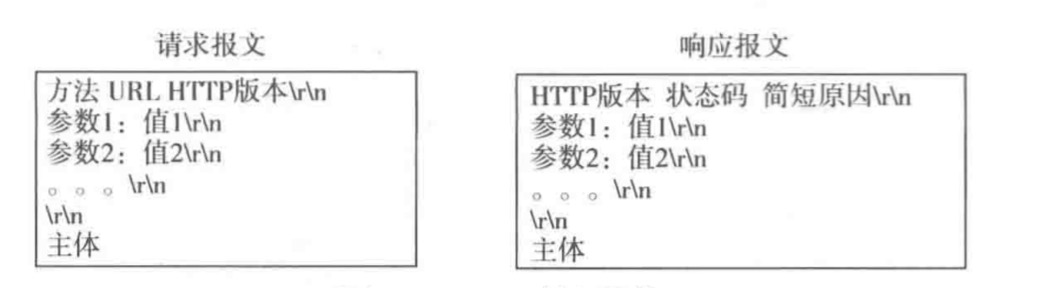 请求报文
方法 URL HTTP版本\r\n
参数1：值1\r\n
参数2：值2\r\n
。。。\r\n
\r\n
主体
响应报文
HTTP版本 状态码 简短原因\r\n
参数1：值1\r\n
参数2：值2\r\n
。。。\r\n
\r\n
主体